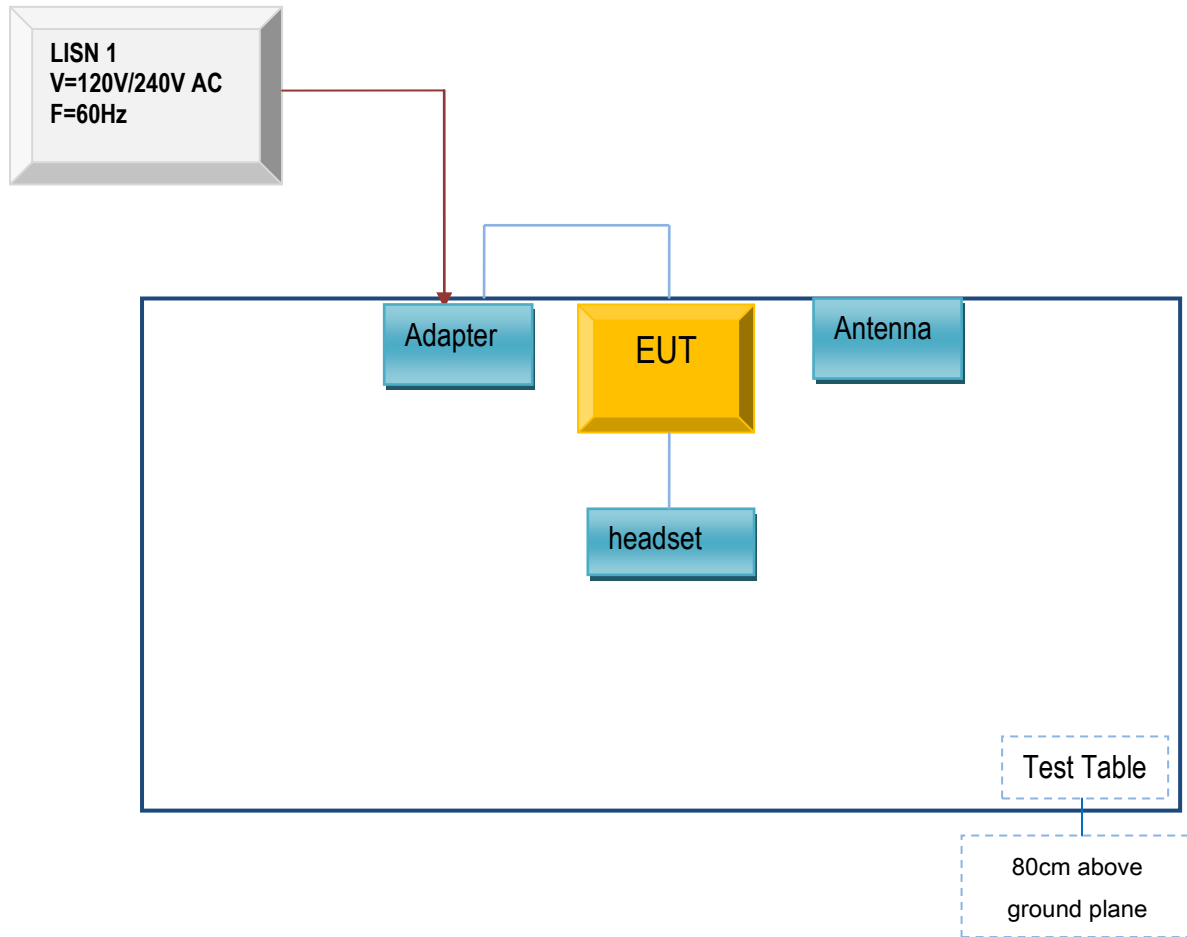 LISN 1
V=120V/240V AC
F=60Hz
Adapter
EUT
Antenna
headset
Test Table
80cm above
ground plane